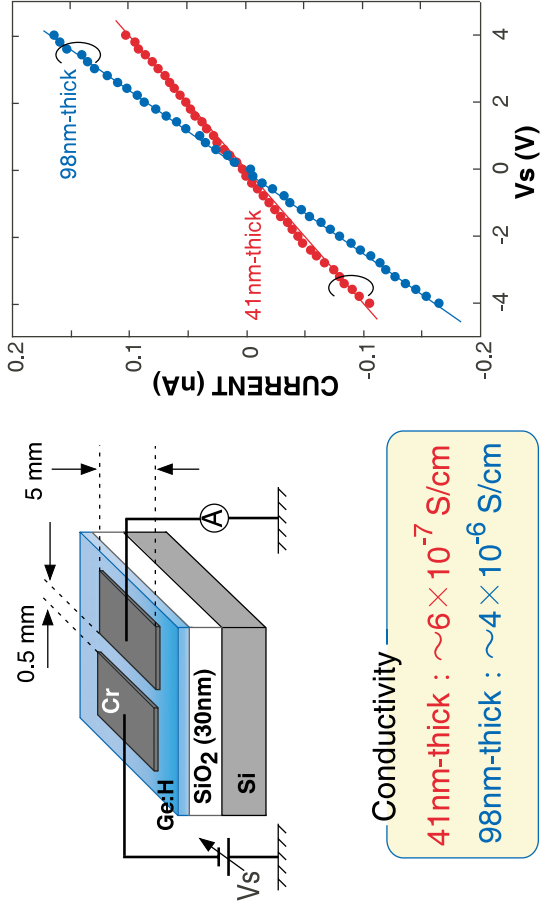 0.5 mm
5 mm
Cr
A
Ge:H
SiO2 (30nm)
Si
Vs
Conductivity
41nm-thick : ～6×10-7 S/cm
98nm-thick : ～4×10-6 S/cm
0.2
0.1
0
-0.1
-0.2
CURRENT (nA)
98nm-thick
41nm-thick
-4
-2
0
2
4
Vs (V)